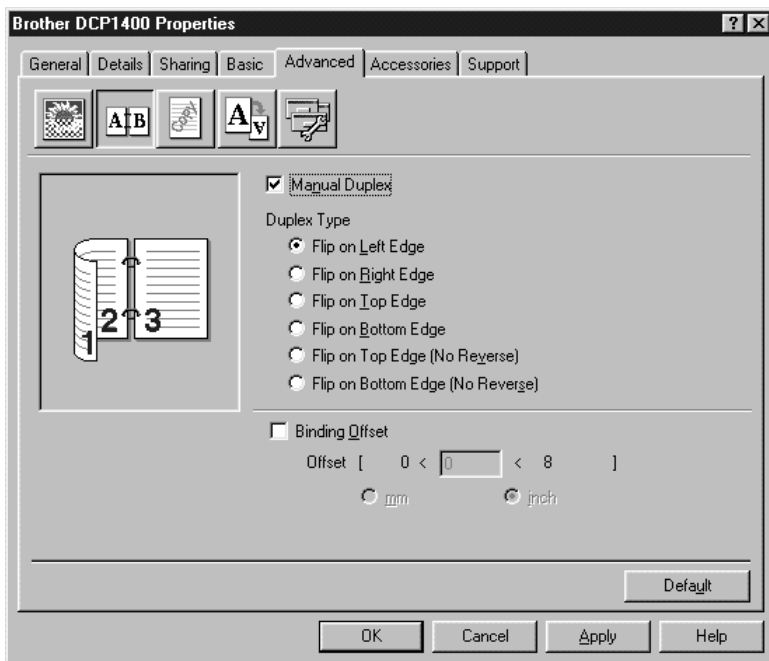 Brother DCP1400 Properties
General Details Sharing Basic Advanced Accessories Support
A B Copy A A
Manual Duplex
Duplex Type
Flip on Left Edge
Flip on Right Edge
Flip on Top Edge
Flip on Bottom Edge
Flip on Top Edge (No Reverse)
Flip on Bottom Edge (No Reverse)
1 2 3
Binding Offset
Offset [ 0 < 0 < 8 ]
mm inch
Default
OK Cancel Apply Help